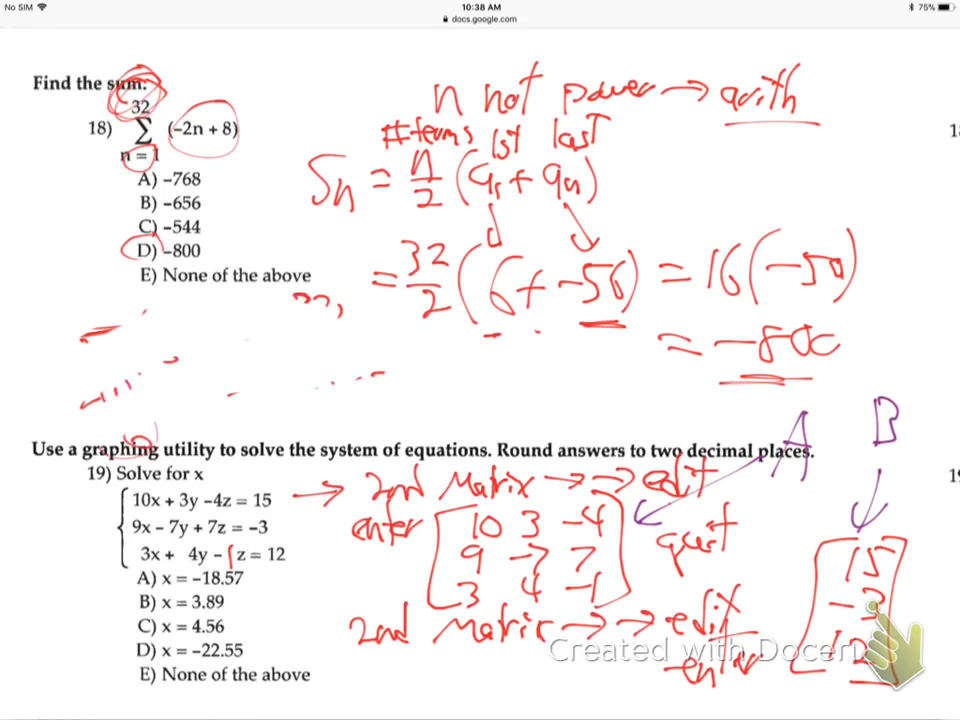 No SIM 10:38 AM 75%
docs.google.com
Find the sum:
n not power → arith
32
18) Σ (−2n + 8)
n = 1
#terms 1st last
Sn = n/2 (a1 + an)
A) −768
B) −656
C) −544
D) −800
E) None of the above
= 32/2 (6 + −56) = 16(−50)
= −800
18
A B
Use a graphing utility to solve the system of equations. Round answers to two decimal places.
19) Solve for x
19
10x + 3y −4z = 15
9x − 7y + 7z = −3
3x + 4y − 1z = 12
→ 2nd Matrix → → edit
enter
10 3 −4
9 −7 7
3 4 −1
quit
15
−3
12
A) x = −18.57
B) x = 3.89
C) x = 4.56
D) x = −22.55
E) None of the above
2nd Matrix → → edit
enter
Created with Doceri